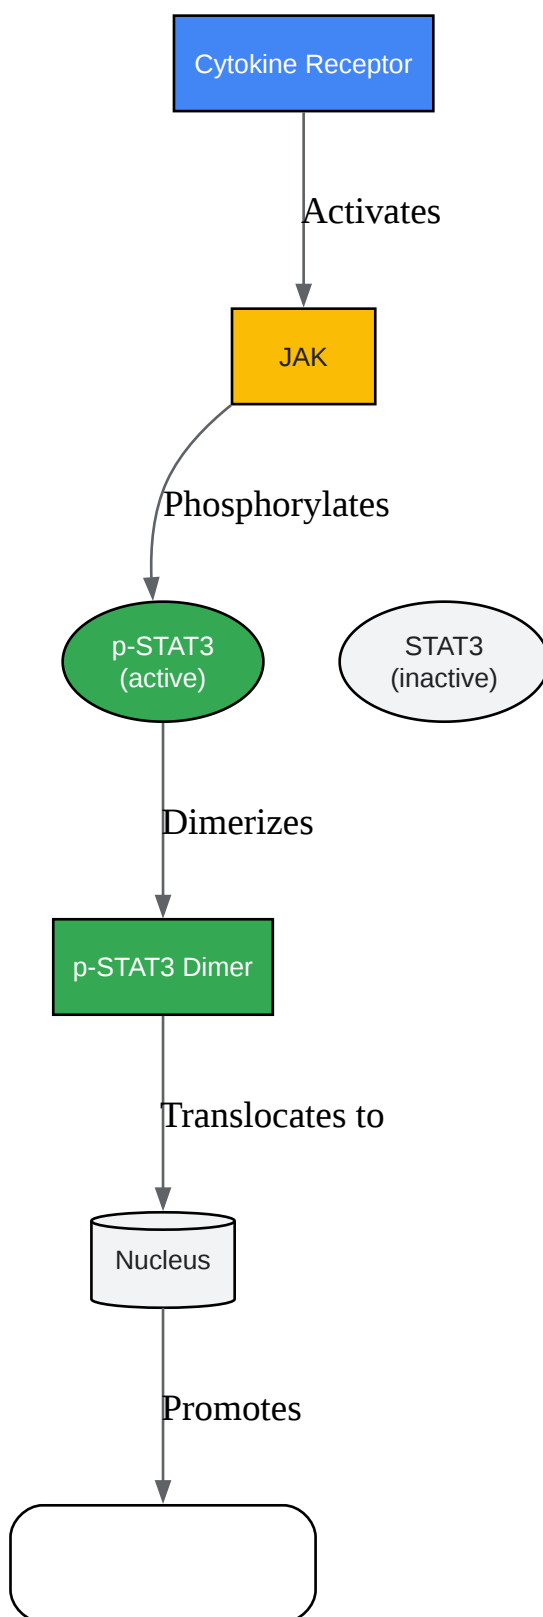 Cytokine Receptor
Activates
JAK
Phosphorylates
p-STAT3
(active)
STAT3
(inactive)
Dimerizes
p-STAT3 Dimer
Translocates to
Nucleus
Promotes